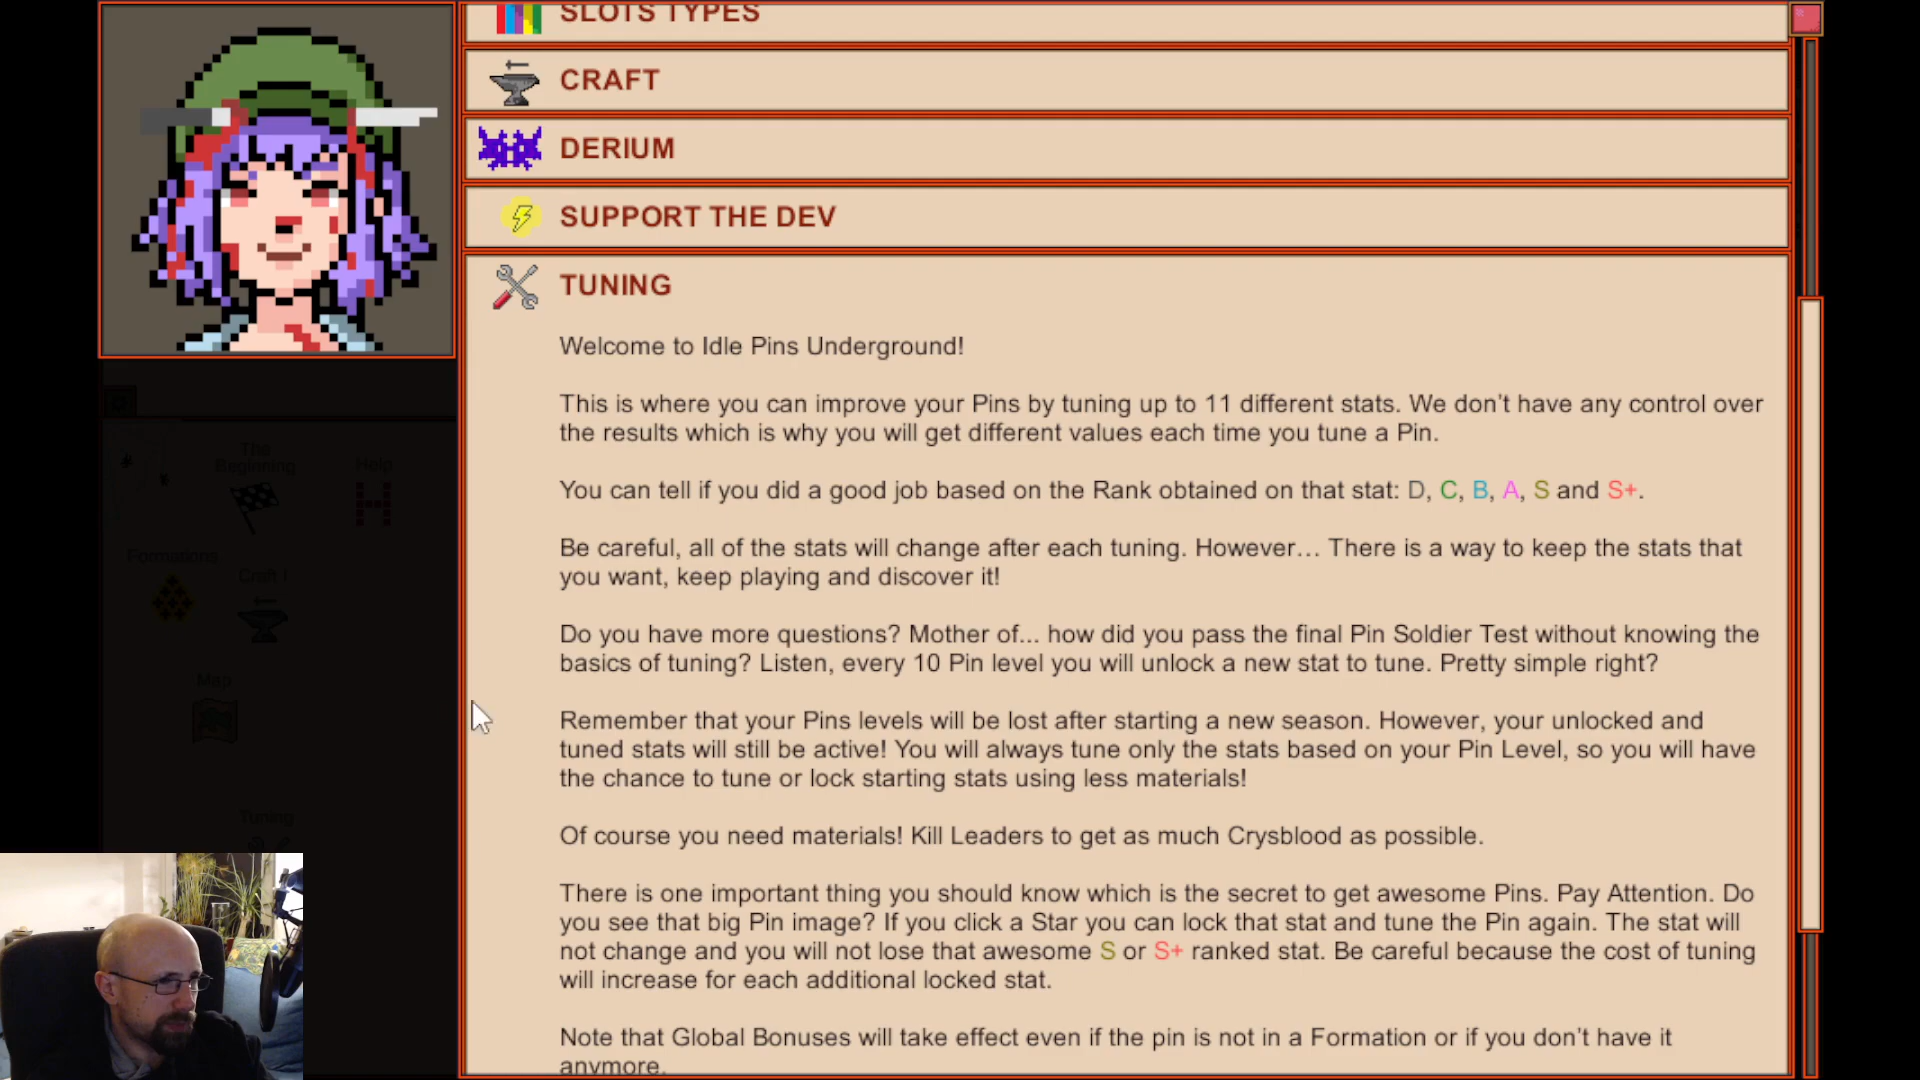 SLOTS TYPES
CRAFT
DERIUM
SUPPORT THE DEV
TUNING
Welcome to Idle Pins Underground!
This is where you can improve your Pins by tuning up to 11 different stats. We don't have any control over
the results which is why you will get different values each time you tune a Pin.
You can tell if you did a good job based on the Rank obtained on that stat: D, C, B, A, S and S+.
Be careful, all of the stats will change after each tuning. However... There is a way to keep the stats that
you want, keep playing and discover it!
Do you have more questions? Mother of... how did you pass the final Pin Soldier Test without knowing the
basics of tuning? Listen, every 10 Pin level you will unlock a new stat to tune. Pretty simple right?
Remember that your Pins levels will be lost after starting a new season. However, your unlocked and
tuned stats will still be active! You will always tune only the stats based on your Pin Level, so you will have
the chance to tune or lock starting stats using less materials!
Of course you need materials! Kill Leaders to get as much Crysblood as possible.
There is one important thing you should know which is the secret to get awesome Pins. Pay Attention. Do
you see that big Pin image? If you click a Star you can lock that stat and tune the Pin again. The stat will
not change and you will not lose that awesome S or S+ ranked stat. Be careful because the cost of tuning
will increase for each additional locked stat.
Note that Global Bonuses will take effect even if the pin is not in a Formation or if you don't have it
anymore.
The
Beginning
Help
Formations
Craft I
Map
Tuning